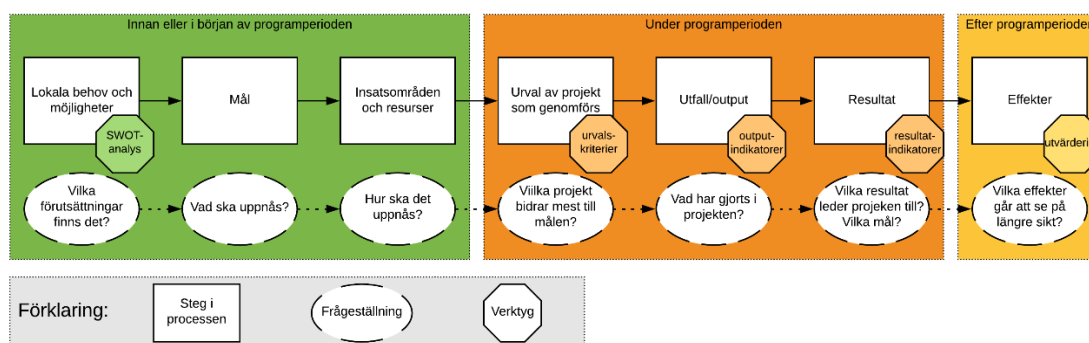 Innan eller i början av programperioden
Under programperioden
Efter programperioden
Lokala behov och
möjligheter
SWOT-
analys
Mål
Insatsområden
och resurser
Urval av projekt
som genomförs
urvals-
kriterier
Utfall/output
output-
indikatorer
Resultat
resultat-
indikatorer
Effekter
utvärderi
Vilka
förutsättningar
finns det?
Vad ska uppnås?
Hur ska det
uppnås?
Viilka projekt
bidrar mest till
målen?
Vad har gjorts i
projekten?
Vilka resultat
leder projeken till?
Vilka mål?
Vilka effekter
går att se på
längre sikt?
Förklaring:
Steg i
processen
Frågeställning
Verktyg